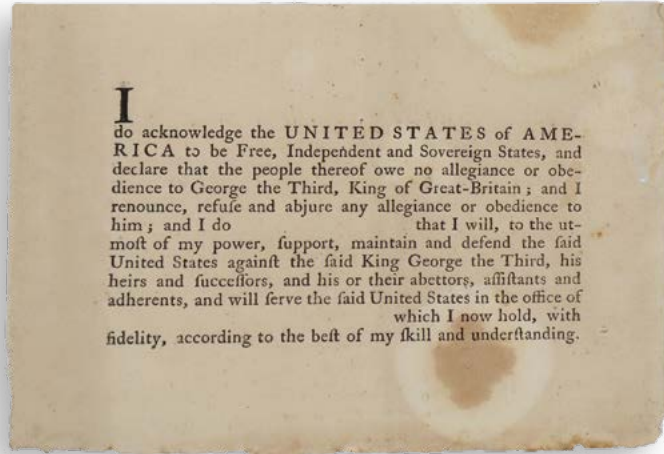 I
do acknowledge the UNITED STATES of AME-
RICA to be Free, Independent and Sovereign States, and
declare that the people thereof owe no allegiance or obe-
dience to George the Third, King of Great-Britain; and I
renounce, refuſe and abjure any allegiance or obedience to
him; and I do that I will, to the ut-
moſt of my power, ſupport, maintain and defend the ſaid
United States againſt the ſaid King George the Third, his
heirs and ſucceſſors, and his or their abettors, aſſiſtants and
adherents, and will ſerve the ſaid United States in the office of
which I now hold, with
fidelity, according to the beſt of my ſkill and underſtanding.